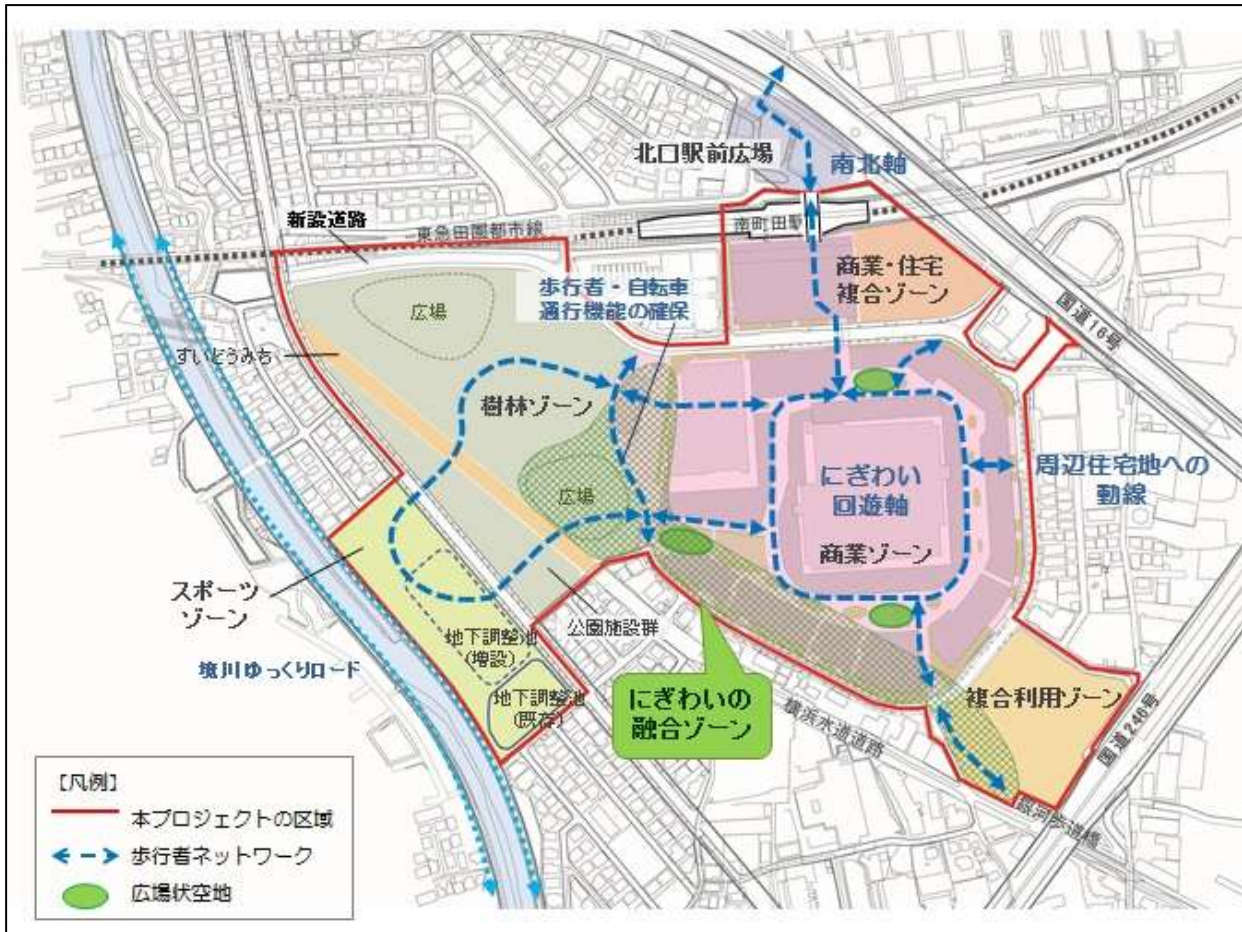 北口駅前広場
南北軸
新設道路
東急田園都市線
南町田駅
商業・住宅
複合ゾーン
国道16号
広場
歩行者・自転車
通行機能の確保
すいどうみち
樹林ゾーン
広場
にぎわい
回遊軸
商業ゾーン
周辺住宅地への
動線
スポーツ
ゾーン
地下調整池
(増設)
公園施設群
境川ゆっくりロード
地下調整池
(既存)
にぎわいの
融合ゾーン
横浜水道道路
複合利用ゾーン
国道246号
銀河歩道橋
[凡例]
本プロジェクトの区域
歩行者ネットワーク
広場状空地